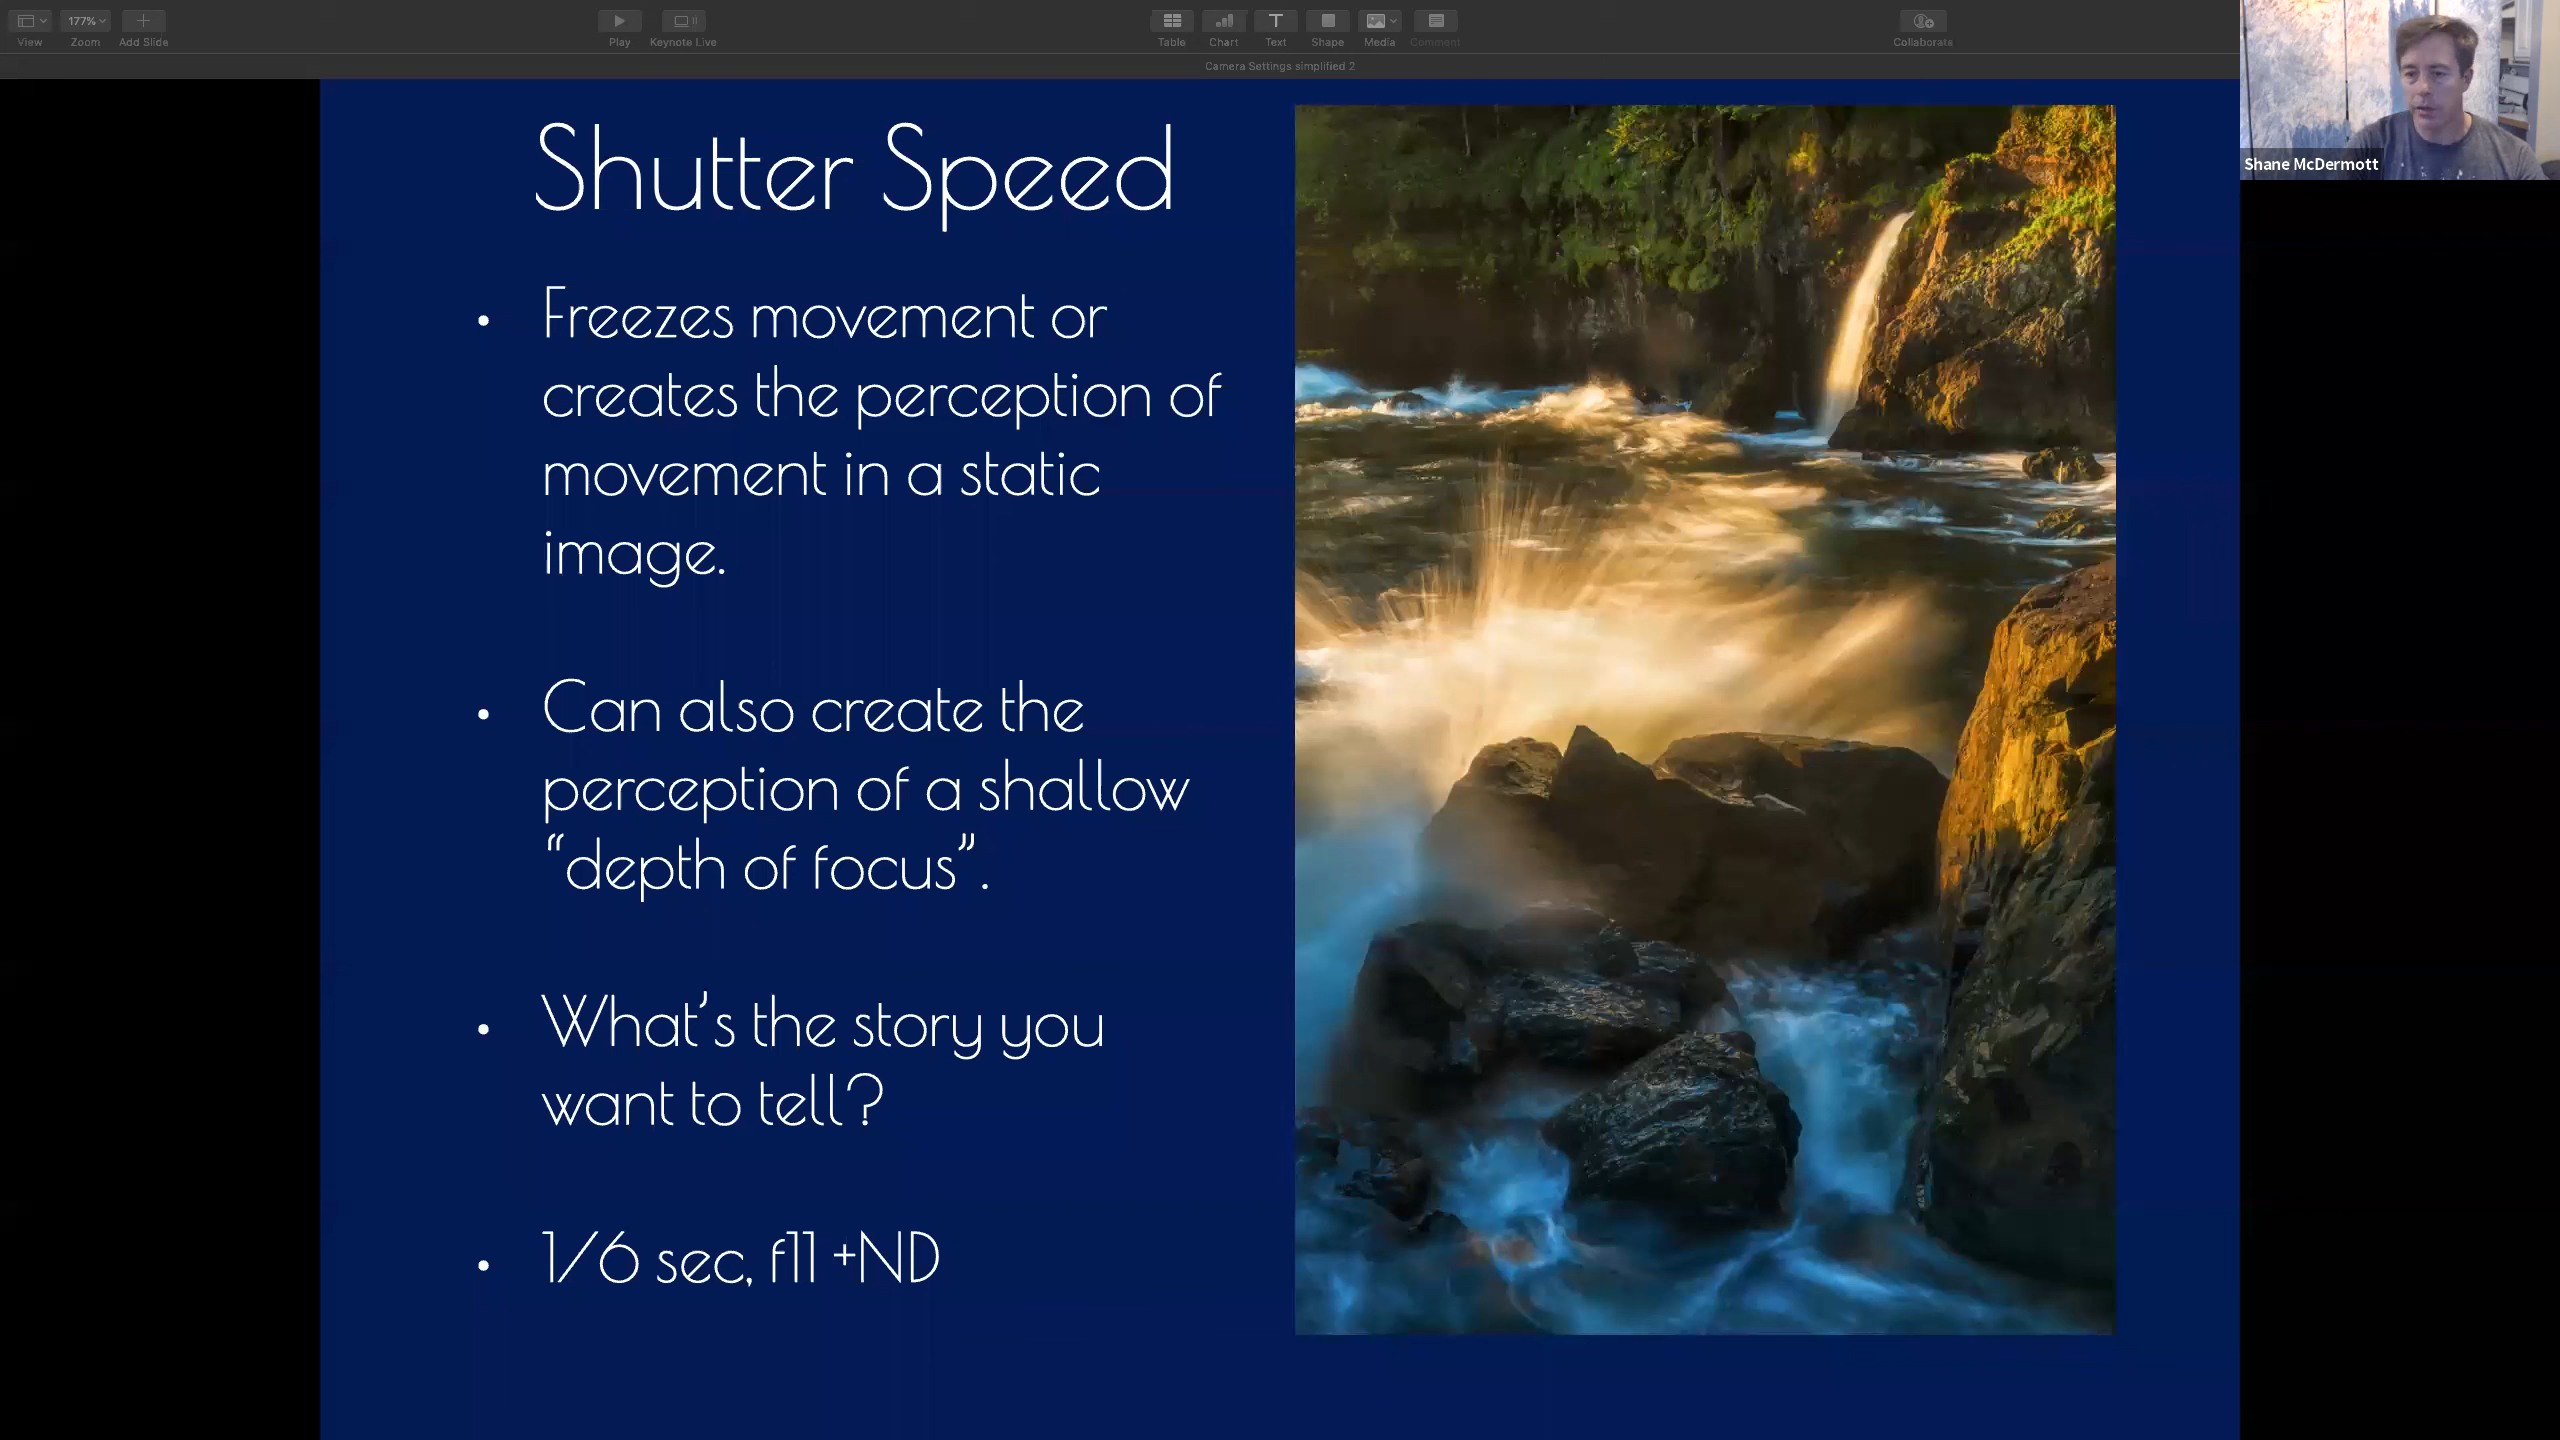 177%
View
Zoom
Add Slide
Play
Keynote Live
Table
Chart
Text
Shape
Media
Comment
Collaborate
Camera Settings simplified 2
Shane McDermott
Shutter Speed
• Freezes movement or
creates the perception of
movement in a static
image.
• Can also create the
perception of a shallow
“depth of focus”.
• What’s the story you
want to tell?
• 1/6 sec, f11 +ND